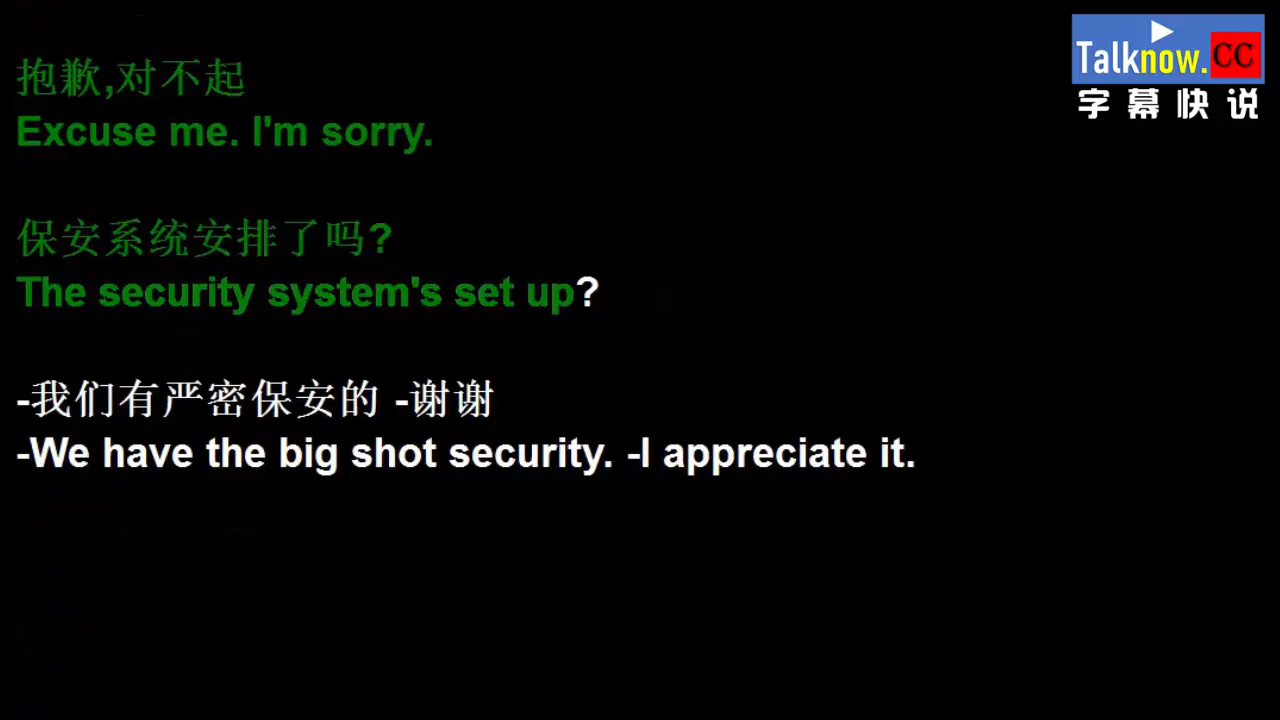 Talknow.CC
字幕快说
抱歉,对不起
Excuse me. I'm sorry.
保安系统安排了吗?
The security system's set up?
-我们有严密保安的 -谢谢
-We have the big shot security. -I appreciate it.